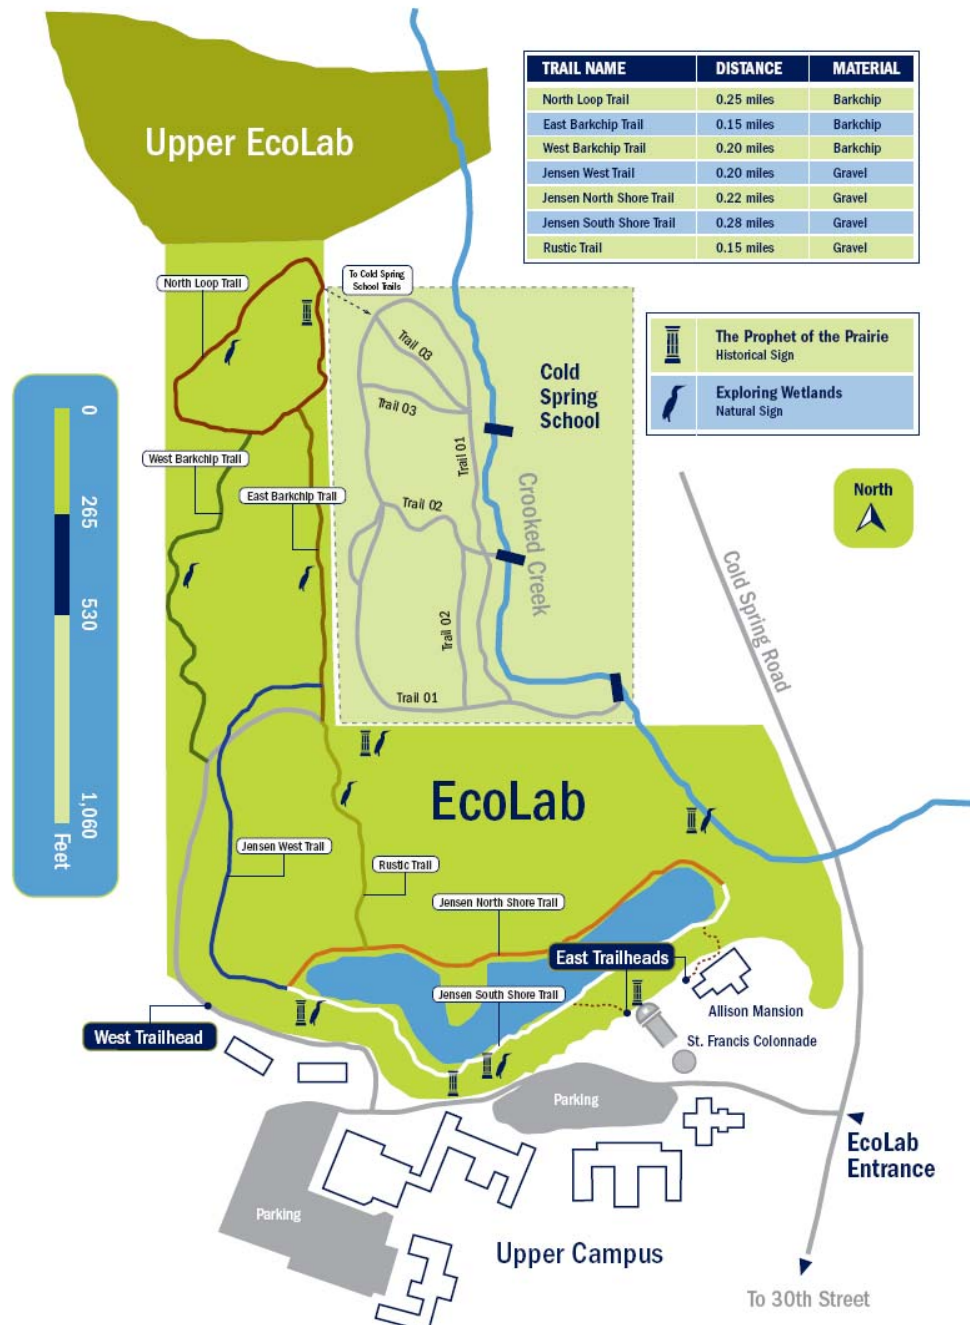 Upper EcoLab
TRAIL NAME DISTANCE MATERIAL
North Loop Trail 0.25 miles Barkchip
East Barkchip Trail 0.15 miles Barkchip
West Barkchip Trail 0.20 miles Barkchip
Jensen West Trail 0.20 miles Gravel
Jensen North Shore Trail 0.22 miles Gravel
Jensen South Shore Trail 0.28 miles Gravel
Rustic Trail 0.15 miles Gravel
North Loop Trail
To Cold Spring
School Trails
The Prophet of the Prairie
Historical Sign
Exploring Wetlands
Natural Sign
Trail 03
Trail 03
Cold
Spring
School
Trail 01
West Barkchip Trail
East Barkchip Trail
Trail 02
Crooked Creek
North
Cold Spring Road
0
265
530
1,060
Feet
Trail 02
Trail 01
EcoLab
Jensen West Trail
Rustic Trail
Jensen North Shore Trail
East Trailheads
Jensen South Shore Trail
Allison Mansion
West Trailhead
St. Francis Colonnade
Parking
EcoLab
Entrance
Parking
Upper Campus
To 30th Street